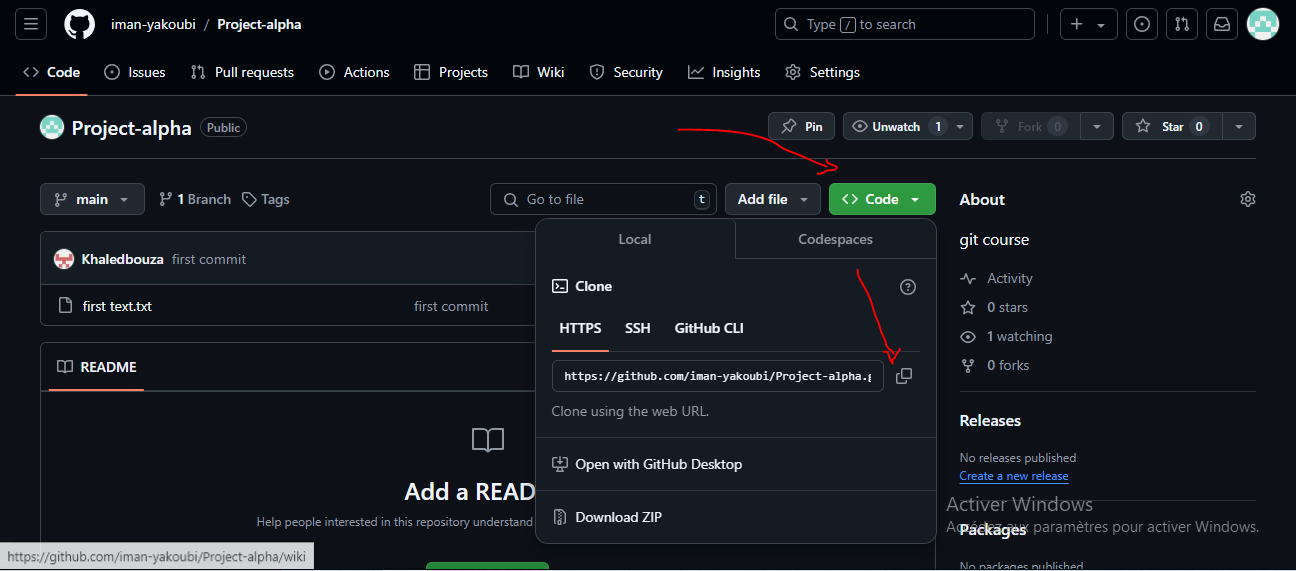 iman-yakoubi / Project-alpha
Type / to search
Code Issues Pull requests Actions Projects Wiki Security Insights Settings
Project-alpha Public
Pin Unwatch 1 Fork 0 Star 0
main 1 Branch Tags Go to file t Add file Code
Khaledbouza first commit
first text.txt first commit
README
Add a READ
Help people interested in this repository understand
Local Codespaces
Clone
HTTPS SSH GitHub CLI
https://github.com/iman-yakoubi/Project-alpha.g
Clone using the web URL.
Open with GitHub Desktop
Download ZIP
About
git course
Activity
0 stars
1 watching
0 forks
Releases
No releases published
Create a new release
Activer Windows
Accédez aux paramètres pour activer Windows.
Packages
No packages published
https://github.com/iman-yakoubi/Project-alpha/wiki